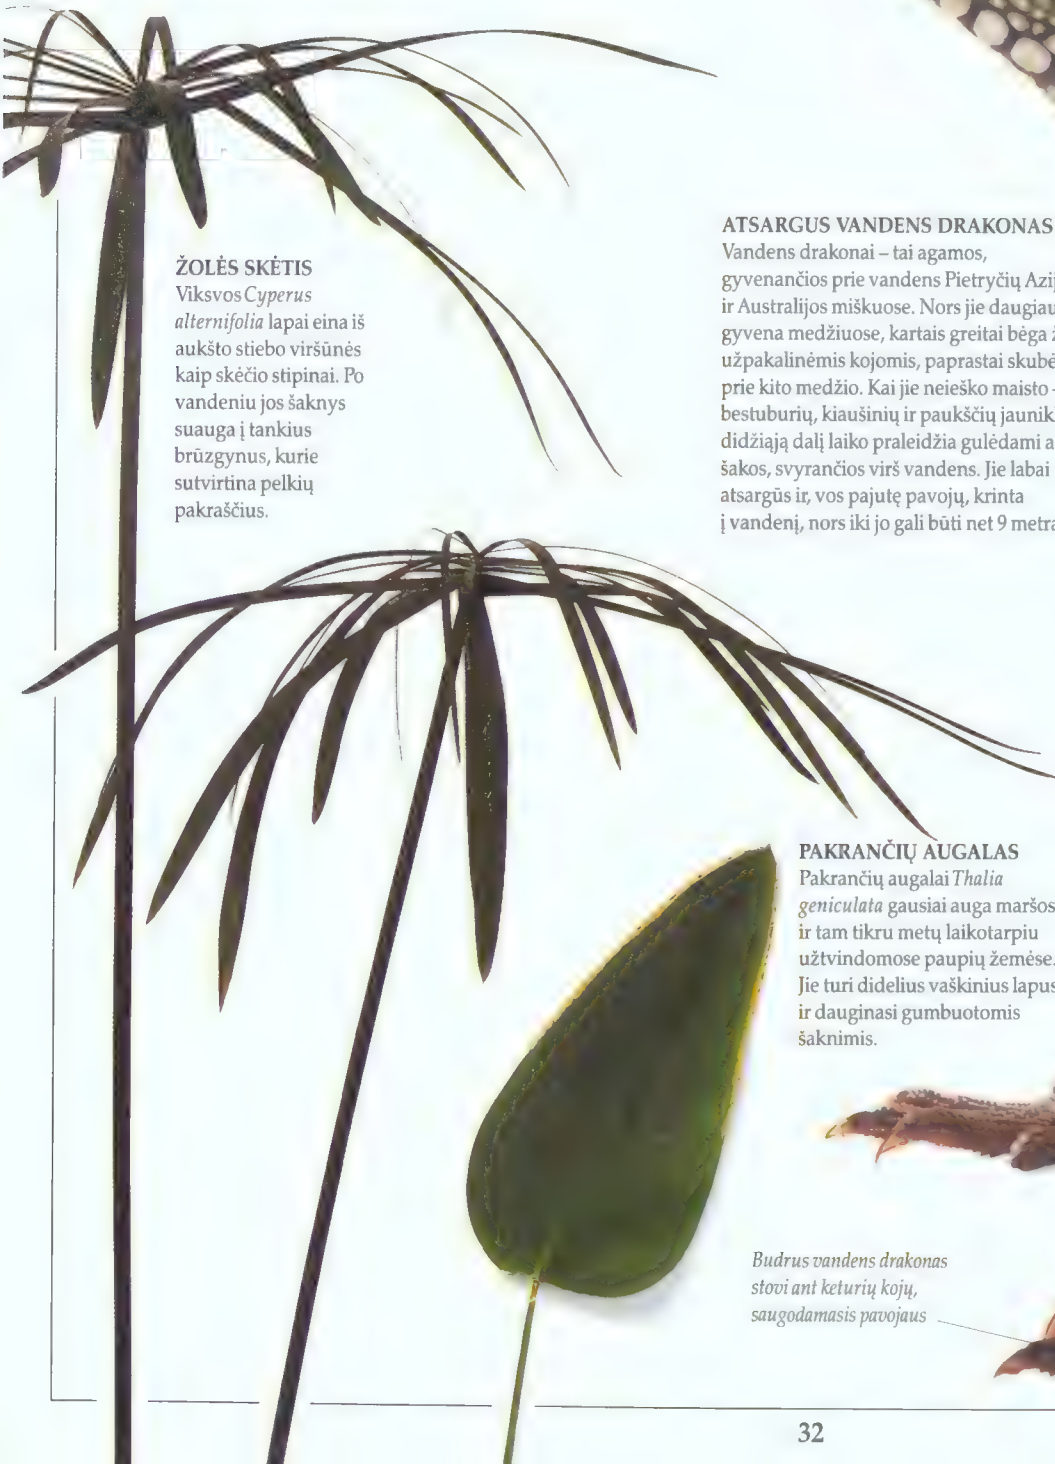 ŽOLĖS SKĖTIS
Viksvos Cyperus
alternifolia lapai eina iš
aukšto stiebo viršūnės
kaip skėčio stipinai. Po
vandeniu jos šaknys
suauga į tankius
brūzgynus, kurie
sutvirtina pelkių
pakraščius.
ATSARGUS VANDENS DRAKONAS
Vandens drakonai – tai agamos,
gyvenančios prie vandens Pietryčių
ir Australijos miškuose. Nors jie
gyvena medžiuose, kartais greitai bėga
užpakalinėmis kojomis, paprastai
prie kito medžio. Kai jie neieško maisto –
bestuburių, kiaušinių ir paukščių
didžiąją dalį laiko praleidžia gulėdami
šakos, svyrančios virš vandens. Jie labai
atsargūs ir, vos pajutę pavojų, krinta
į vandenį, nors iki jo gali būti net 9
PAKRANČIŲ AUGALAS
Pakrančių augalai Thalia
geniculata gausiai auga
ir tam tikru metų laikotarpiu
užtvindomose paupių žemėse.
Jie turi didelius vaškinius lapus
ir dauginasi gumbuotomis
šaknimis.
Budrus vandens drakonas
stovi ant keturių kojų,
saugodamasis pavojaus
32